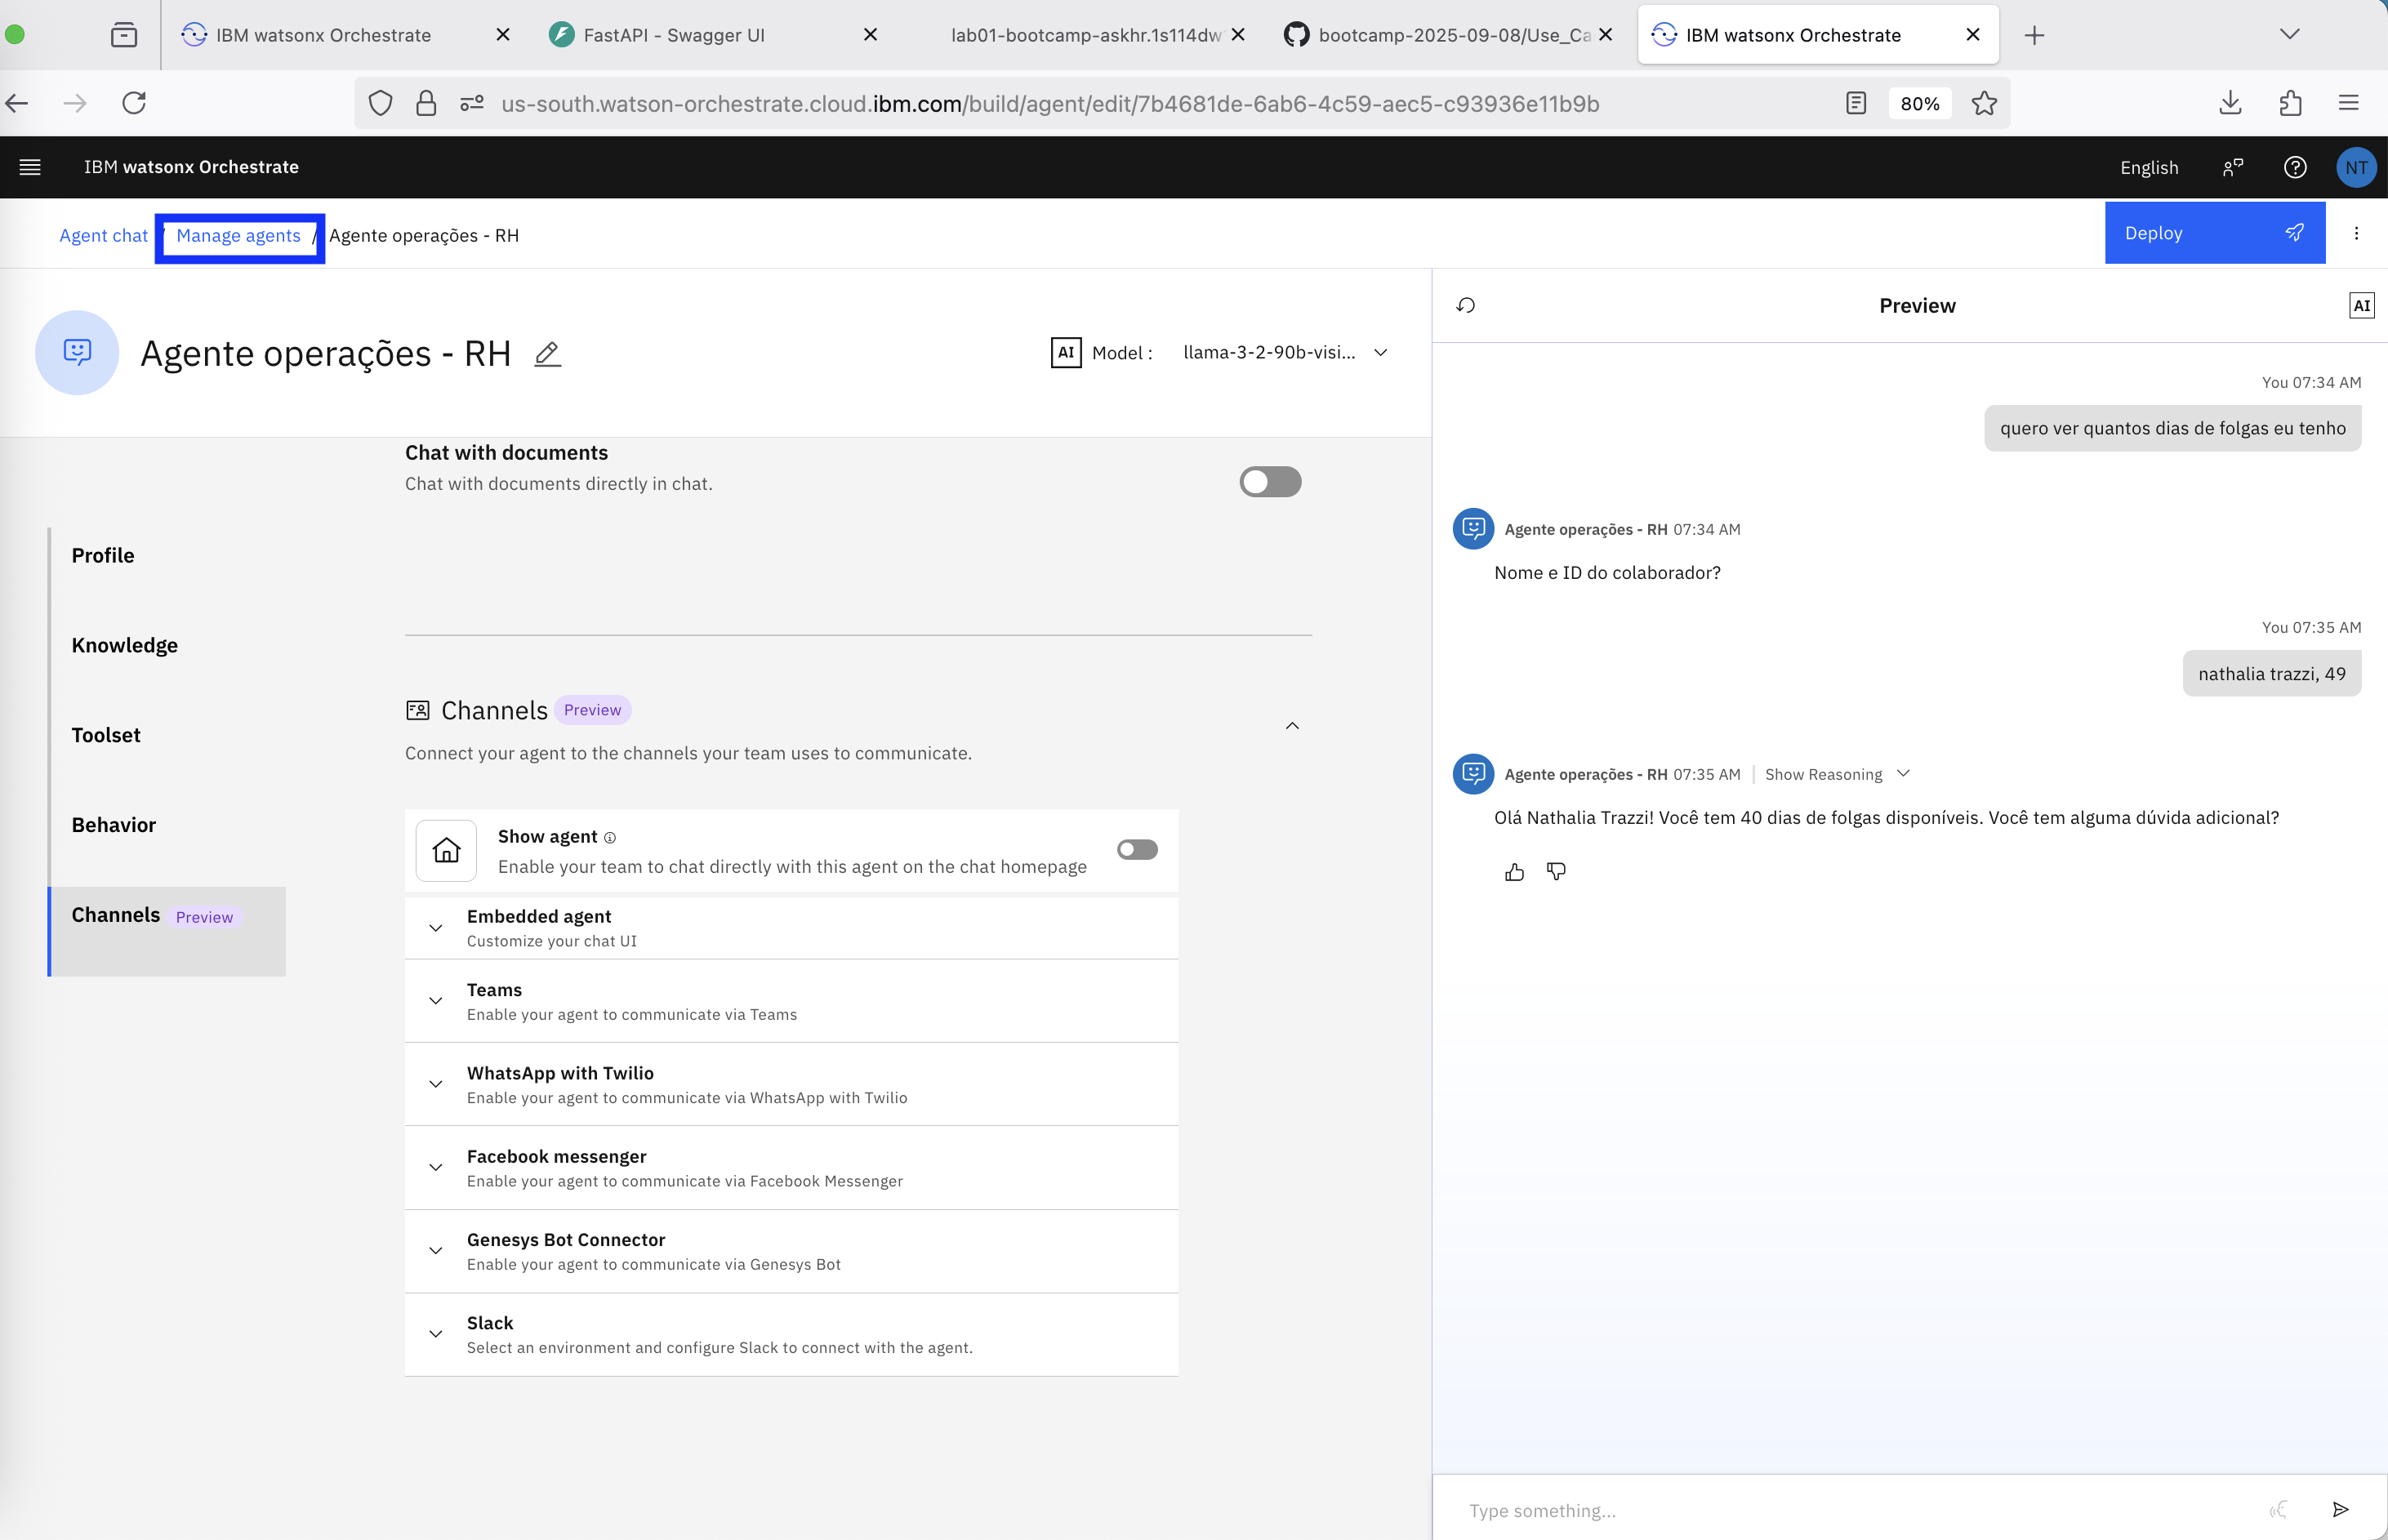 IBM watsonx Orchestrate
FastAPI - Swagger UI
lab01-bootcamp-askhr.1s114dw
bootcamp-2025-09-08/Use_Ca
IBM watsonx Orchestrate
us-south.watson-orchestrate.cloud.ibm.com/build/agent/edit/7b4681de-6ab6-4c59-aec5-c93936e11b9b
80%
IBM watsonx Orchestrate
English
NT
Agent chat / Manage agents / Agente operações - RH
Deploy
Agente operações - RH
AI Model : llama-3-2-90b-visi...
Profile
Knowledge
Toolset
Behavior
Channels Preview
Chat with documents
Chat with documents directly in chat.
Channels Preview
Connect your agent to the channels your team uses to communicate.
Show agent
Enable your team to chat directly with this agent on the chat homepage
Embedded agent
Customize your chat UI
Teams
Enable your agent to communicate via Teams
WhatsApp with Twilio
Enable your agent to communicate via WhatsApp with Twilio
Facebook messenger
Enable your agent to communicate via Facebook Messenger
Genesys Bot Connector
Enable your agent to communicate via Genesys Bot
Slack
Select an environment and configure Slack to connect with the agent.
Preview
AI
You 07:34 AM
quero ver quantos dias de folgas eu tenho
Agente operações - RH 07:34 AM
Nome e ID do colaborador?
You 07:35 AM
nathalia trazzi, 49
Agente operações - RH 07:35 AM | Show Reasoning
Olá Nathalia Trazzi! Você tem 40 dias de folgas disponíveis. Você tem alguma dúvida adicional?
Type something...